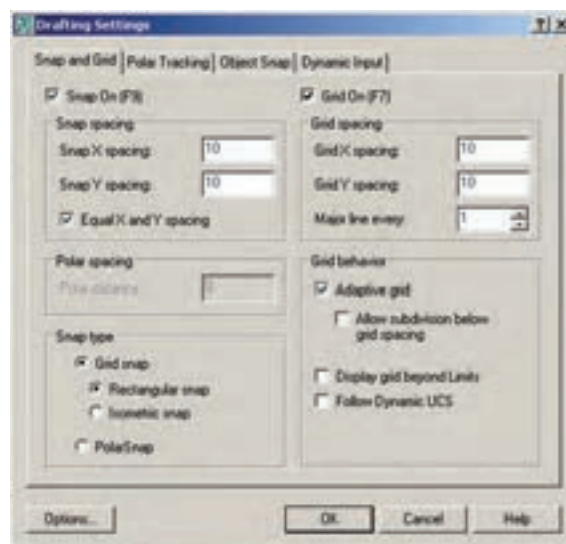 Drafting Settings
Snap and Grid
Polar Tracking
Object Snap
Dynamic Input
Snap On (F9)
Grid On (F7)
Snap spacing
Snap X spacing: 10
Snap Y spacing: 10
Equal X and Y spacing
Grid spacing
Grid X spacing: 10
Grid Y spacing: 10
Major line every: 1
Polar spacing
Polar distance:
Grid behavior
Adaptive grid
Allow subdivision below
grid spacing
Display grid beyond Limits
Follow Dynamic UCS
Snap type
Grid snap
Rectangular snap
Isometric snap
PolarSnap
Options...
OK
Cancel
Help